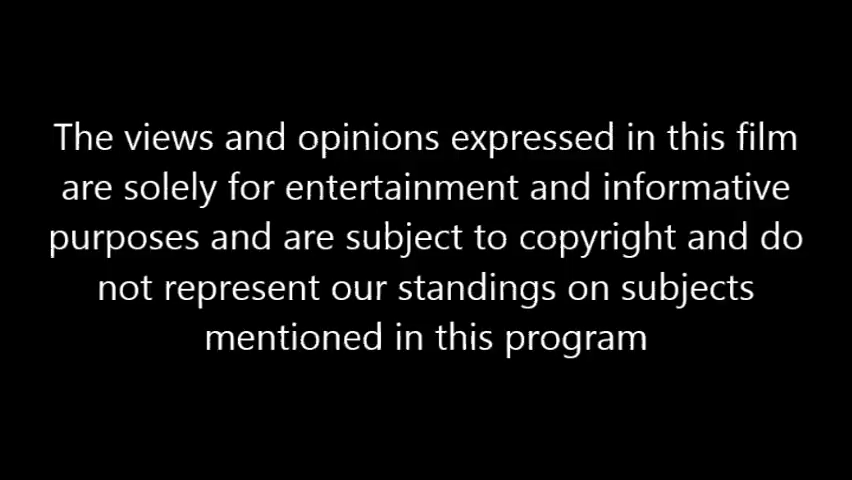 The views and opinions expressed in this film
are solely for entertainment and informative
purposes and are subject to copyright and do
not represent our standings on subjects
mentioned in this program